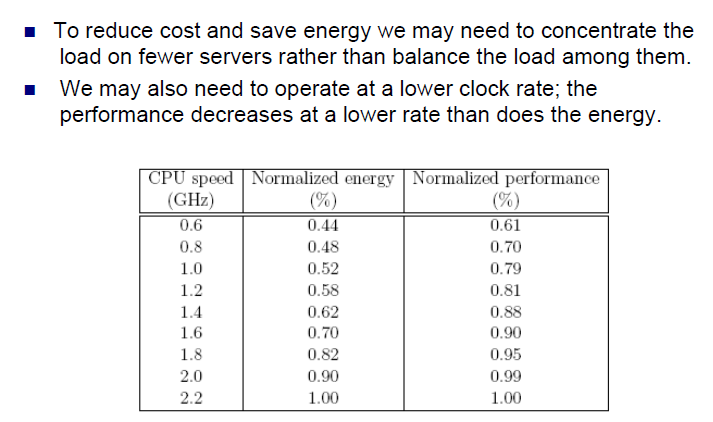 To reduce cost and save energy we may need to concentrate the
load on fewer servers rather than balance the load among them.
We may also need to operate at a lower clock rate; the
performance decreases at a lower rate than does the energy.
CPU speed Normalized energy Normalized performance
(GHz) (%) (%)
0.6 0.44 0.61
0.8 0.48 0.70
1.0 0.52 0.79
1.2 0.58 0.81
1.4 0.62 0.88
1.6 0.70 0.90
1.8 0.82 0.95
2.0 0.90 0.99
2.2 1.00 1.00